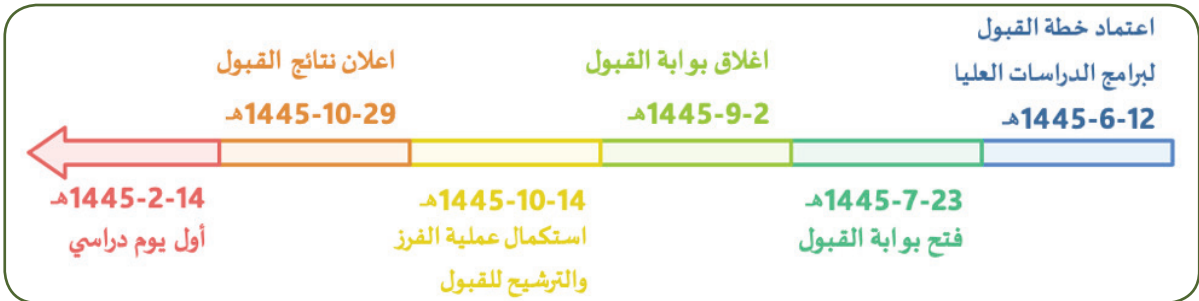 اعتماد خطة القبول
لبرامج الدراسات العليا
1445-6-12هـ
1445-7-23هـ
فتح بوابة القبول
اغلاق بوابة القبول
1445-9-2هـ
1445-10-14هـ
استكمال عملية الفرز
والترشيح للقبول
اعلان نتائج القبول
1445-10-29هـ
1445-2-14هـ
أول يوم دراسي